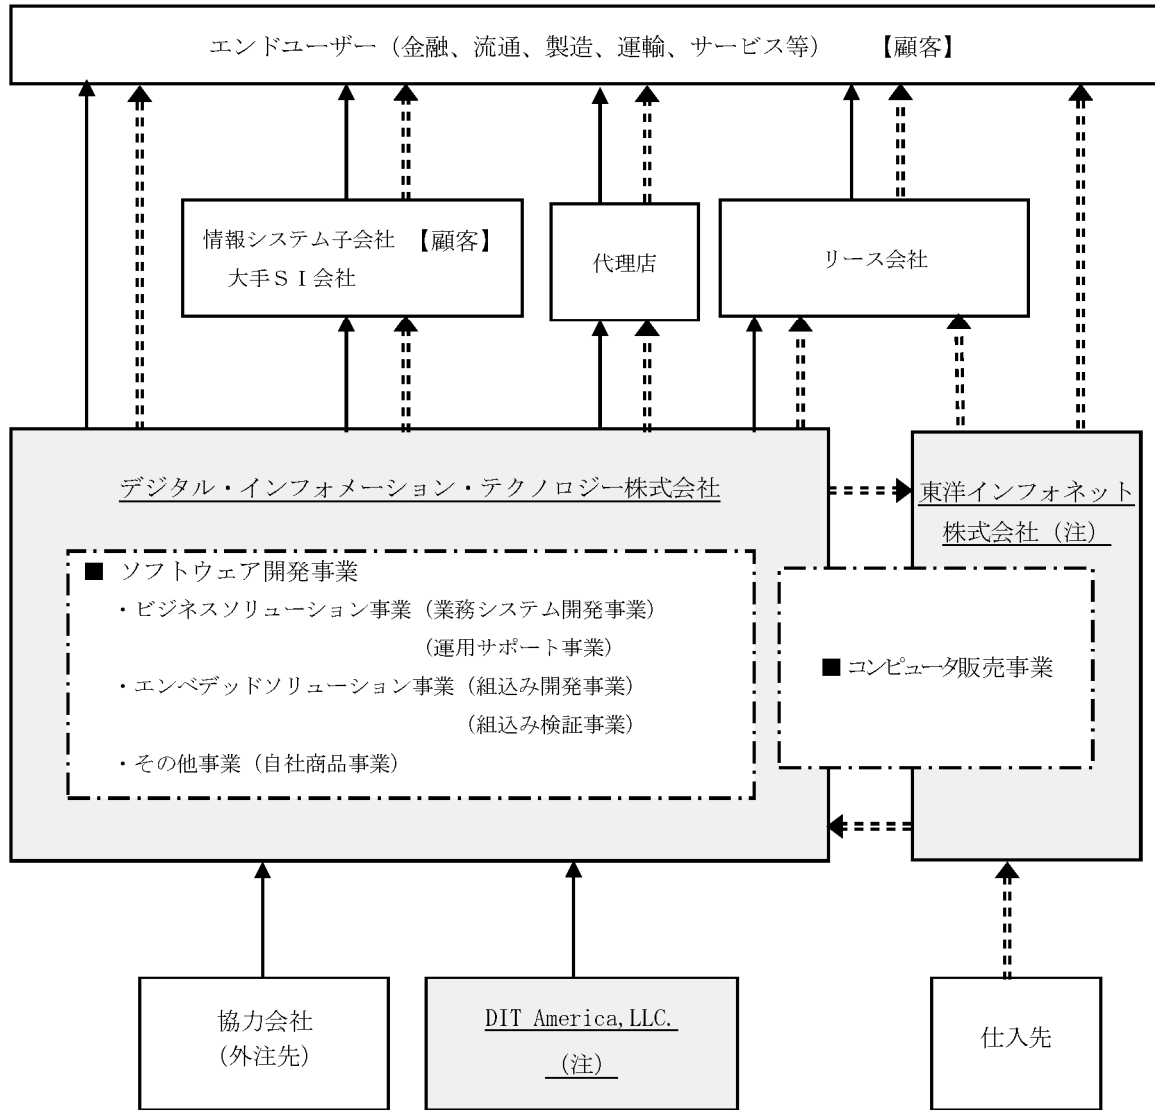 エンドユーザー（金融、流通、製造、運輸、サービス等）　　【顧客】
情報システム子会社　【顧客】
大手ＳＩ会社
代理店
リース会社
デジタル・インフォメーション・テクノロジー株式会社
東洋インフォネット
株式会社（注）
■　ソフトウェア開発事業
・ビジネスソリューション事業（業務システム開発事業）
（運用サポート事業）
・エンベデッドソリューション事業（組込み開発事業）
（組込み検証事業）
・その他事業（自社商品事業）
■コンピュータ販売事業
協力会社
（外注先）
DIT America,LLC.
（注）
仕入先